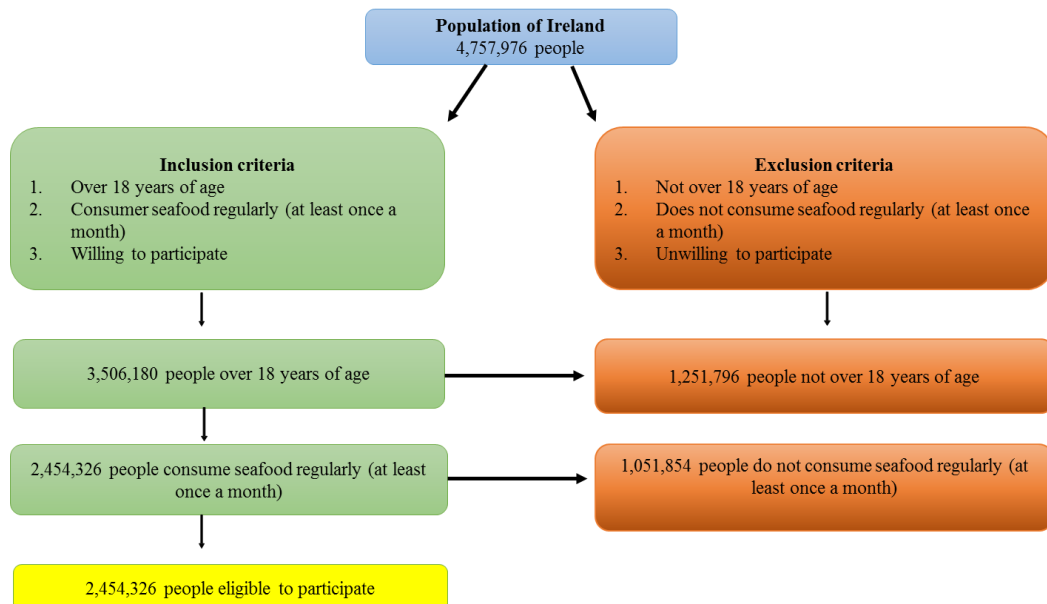 Population of Ireland
4,757,976 people
Inclusion criteria
1. Over 18 years of age
2. Consumer seafood regularly (at least once a
month)
3. Willing to participate
Exclusion criteria
1. Not over 18 years of age
2. Does not consume seafood regularly (at least once
a month)
3. Unwilling to participate
3,506,180 people over 18 years of age
1,251,796 people not over 18 years of age
2,454,326 people consume seafood regularly (at least
once a month)
1,051,854 people do not consume seafood regularly (at
least once a month)
2,454,326 people eligible to participate